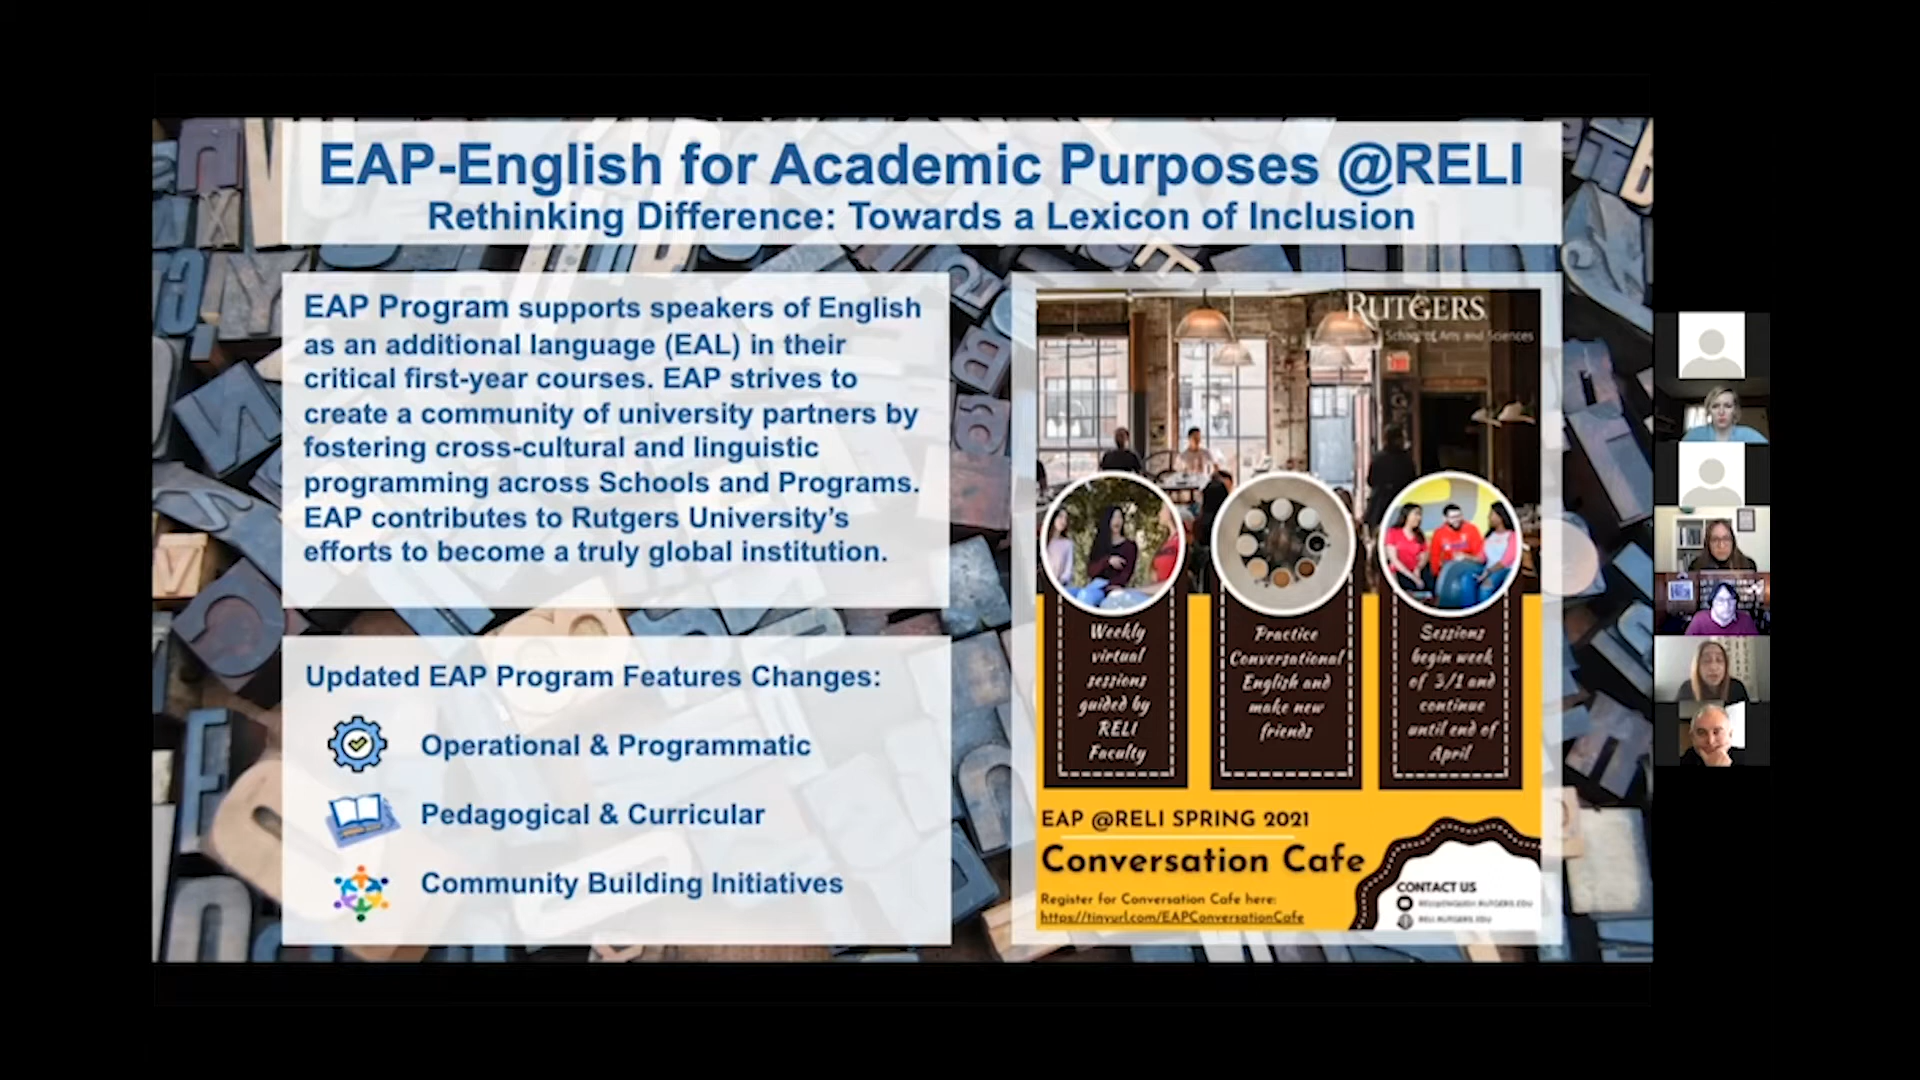 EAP-English for Academic Purposes @RELI
Rethinking Difference: Towards a Lexicon of Inclusion
EAP Program supports speakers of English
as an additional language (EAL) in their
critical first-year courses. EAP strives to
create a community of university partners by
fostering cross-cultural and linguistic
programming across Schools and Programs.
EAP contributes to Rutgers University's
efforts to become a truly global institution.
Updated EAP Program Features Changes:
Operational & Programmatic
Pedagogical & Curricular
Community Building Initiatives
RUTGERS
School of Arts and Sciences
Weekly
virtual
sessions
guided by
RELI
Faculty
Practice
Conversational
English and
make new
friends
Sessions
begin week
of 3/1 and
continue
until end of
April
EAP @RELI SPRING 2021
Conversation Cafe
Register for Conversation Cafe here:
https://tinyurl.com/EAPConversationCafe
CONTACT US
RELI.RUTGERS.EDU